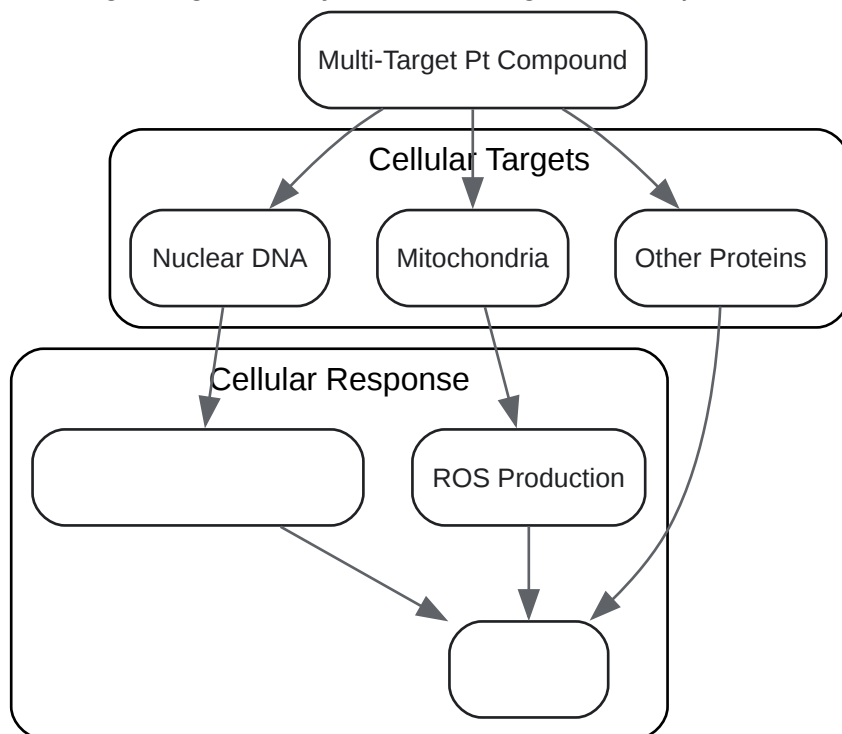 Multi-Target Pt Compound
Cellular Targets
Nuclear DNA
Mitochondria
Other Proteins
Cellular Response
ROS Production